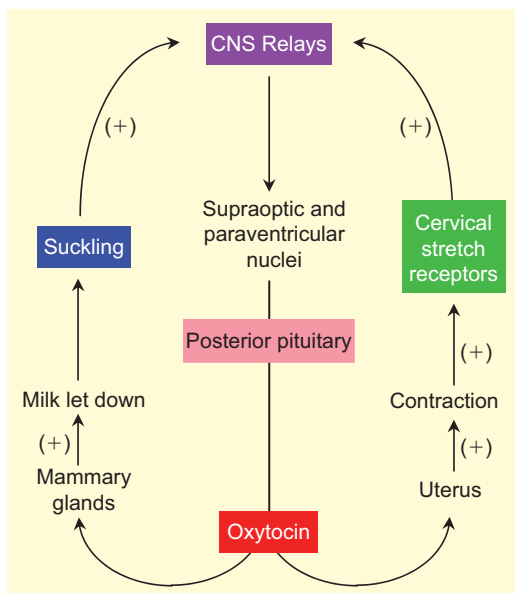 CNS Relays
(+)
(+)
Supraoptic and
paraventricular
nuclei
Suckling
Cervical
stretch
receptors
Posterior pituitary
(+)
Milk let down
Contraction
(+)
(+)
Mammary
glands
Uterus
Oxytocin